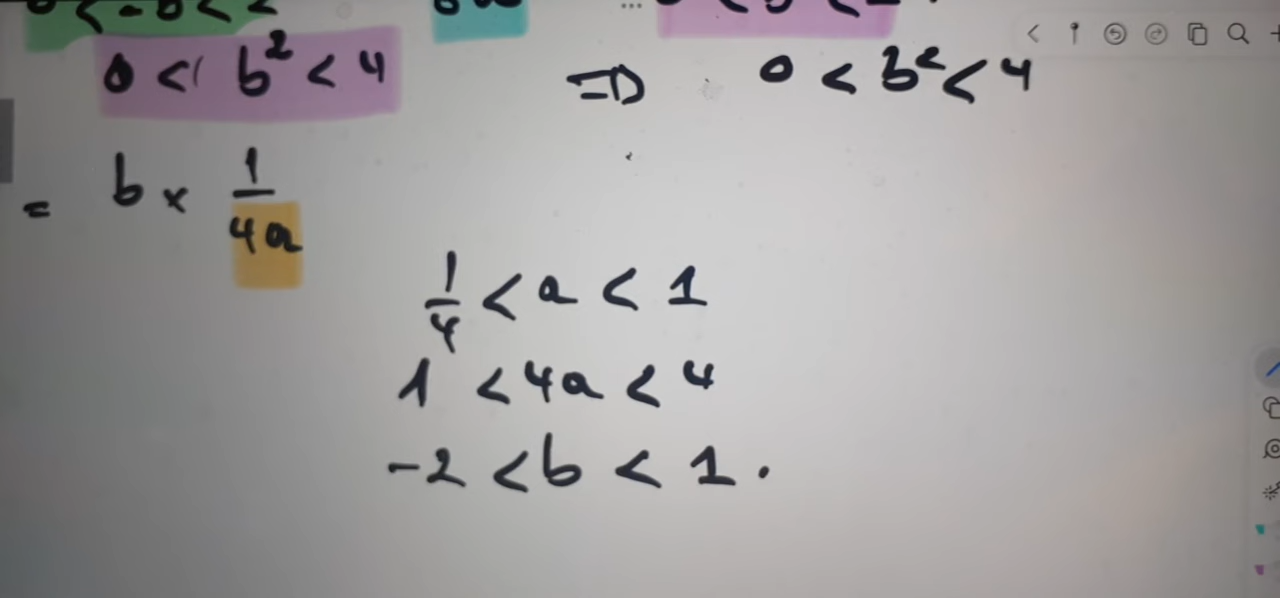 0 < b² < 4 => 0 < b² < 4
= b × 1/4a
1/4 < a < 1
1 < 4a < 4
-2 < b < 1.